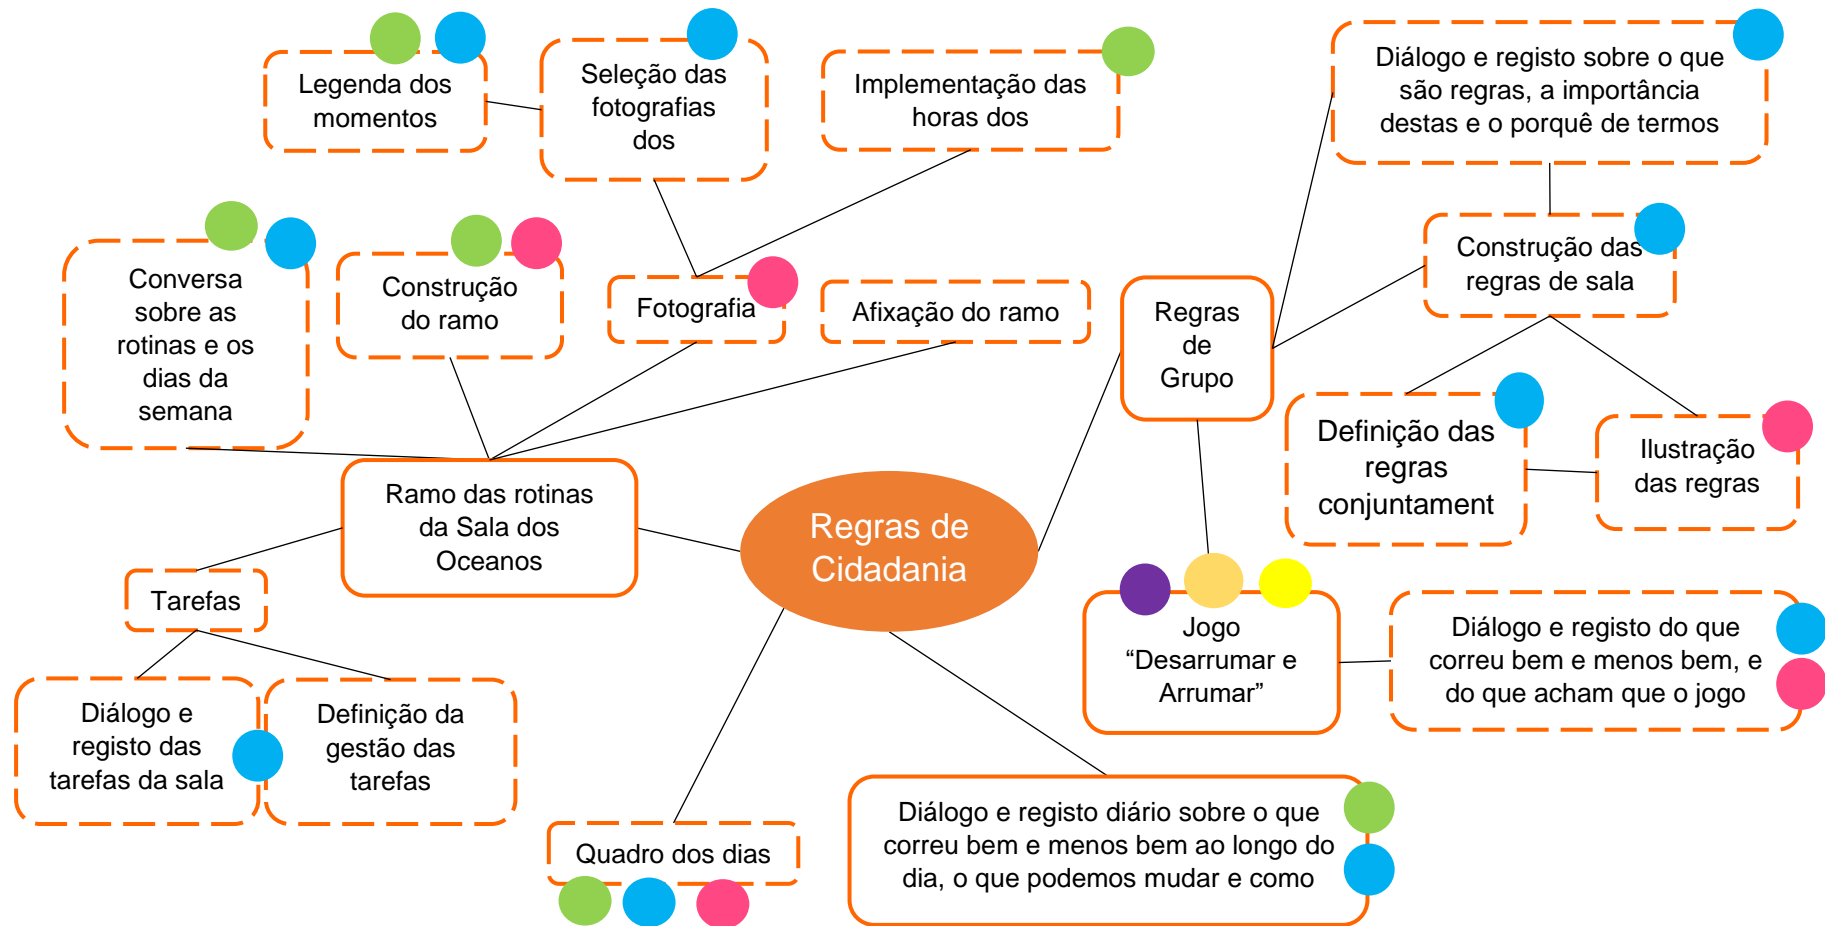 Legenda dos
momentos
Seleção das
fotografias
dos
Implementação das
horas dos
Diálogo e registo sobre o que
são regras, a importância
destas e o porquê de termos
Conversa
sobre as
rotinas e os
dias da
semana
Construção
do ramo
Fotografia
Afixação do ramo
Regras
de
Grupo
Construção das
regras de sala
Definição das
regras
conjuntament
Ilustração
das regras
Ramo das rotinas
da Sala dos
Oceanos
Regras de
Cidadania
Tarefas
Jogo
“Desarrumar e
Arrumar”
Diálogo e registo do que
correu bem e menos bem, e
do que acham que o jogo
Diálogo e
registo das
tarefas da sala
Definição da
gestão das
tarefas
Quadro dos dias
Diálogo e registo diário sobre o que
correu bem e menos bem ao longo do
dia, o que podemos mudar e como